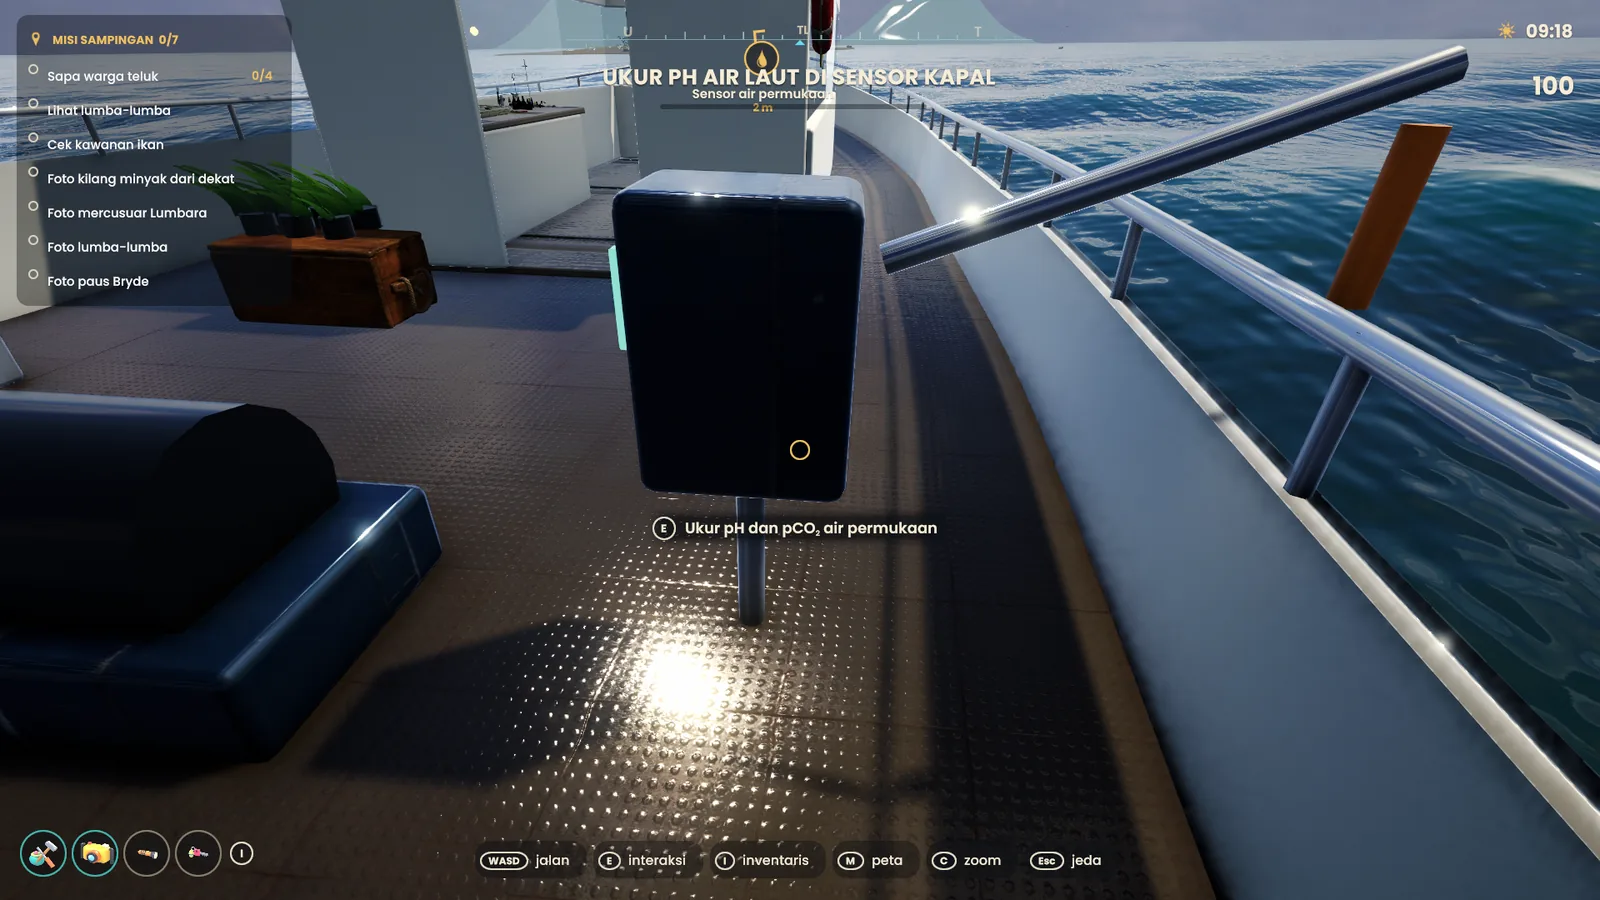 MISI SAMPINGAN 0/7
Sapa warga teluk 0/4
Lihat lumba-lumba
Cek kawanan ikan
Foto kilang minyak dari dekat
Foto mercusuar Lumbara
Foto lumba-lumba
Foto paus Bryde
U TL T
UKUR PH AIR LAUT DI SENSOR KAPAL
Sensor air permukaan
2 m
09:18
100
E Ukur pH dan pCO₂ air permukaan
I
WASD jalan E interaksi I inventaris M peta C zoom Esc jeda